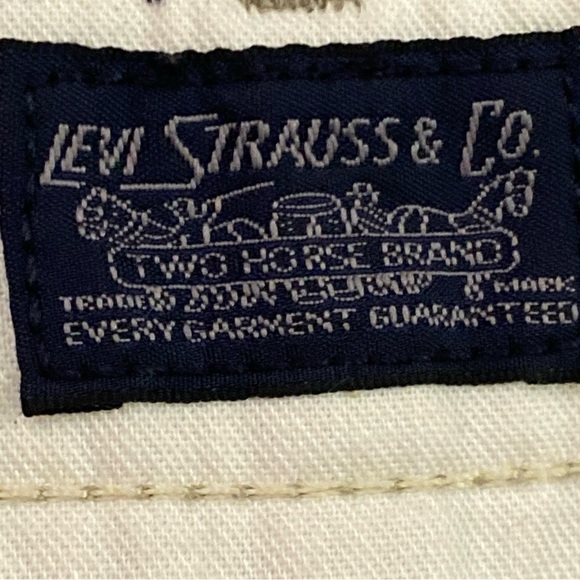 LEVI STRAUSS & CO.
TWO HORSE BRAND
TRADE MARK
EVERY GARMENT GUARANTEED